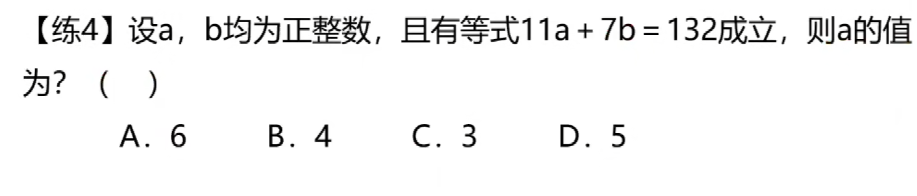 【练4】设a，b均为正整数，且有等式11a+7b=132成立，则a的值
为？（ ）
A. 6 B. 4 C. 3 D. 5